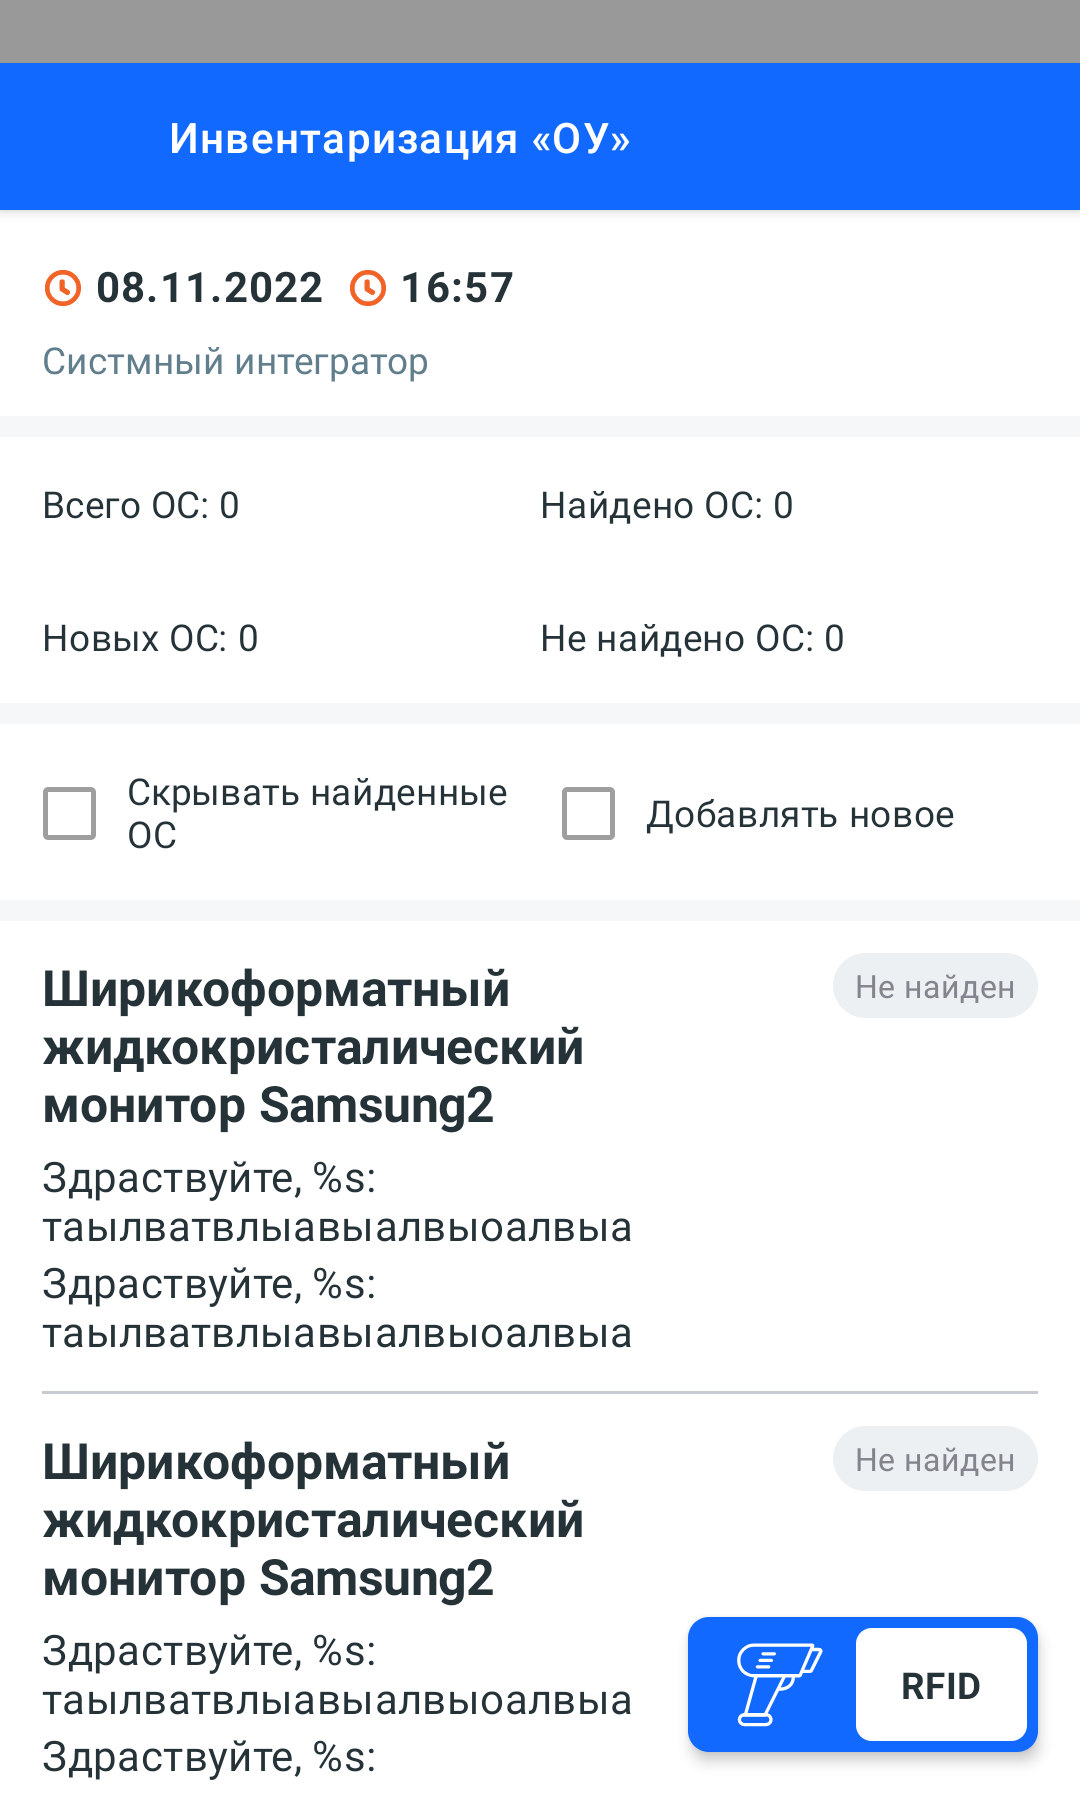 Инвентаризация «ОУ»
08.11.2022 16:57
Систмный интегратор
Всего ОС: 0 Найдено ОС: 0
Новых ОС: 0 Не найдено ОС: 0
Скрывать найденные
ОС
Добавлять новое
Ширикоформатный
жидкокристалический
монитор Samsung2
Не найден
Здраствуйте, %s:
таылватвлыавыалвыоалвыа
Здраствуйте, %s:
таылватвлыавыалвыоалвыа
Ширикоформатный
жидкокристалический
монитор Samsung2
Не найден
Здраствуйте, %s:
таылватвлыавыалвыоалвыа
Здраствуйте, %s:
RFID